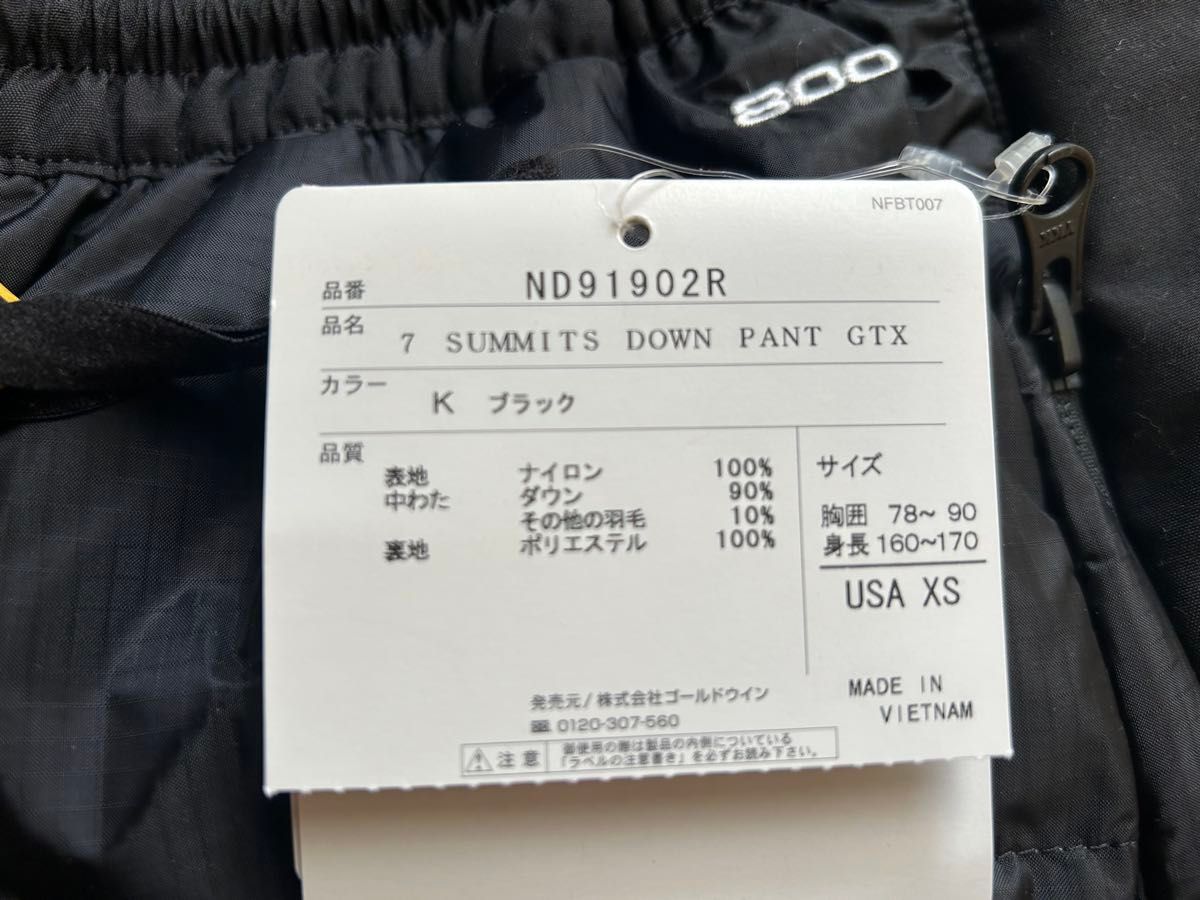 800
NFBT007
品番 ND91902R
品名 7 SUMMITS DOWN PANT GTX
カラー K ブラック
品質
表地 ナイロン 100%
中わた ダウン 90%
その他の羽毛 10%
裏地 ポリエステル 100%
サイズ
胸囲 78~ 90
身長 160~170
USA XS
MADE IN
VIETNAM
発売元/株式会社ゴールドウイン
0120-307-560
注意 御使用の際は製品の内側についている
「ラベルの注意書き」を必ずお読み下さい。
YKK